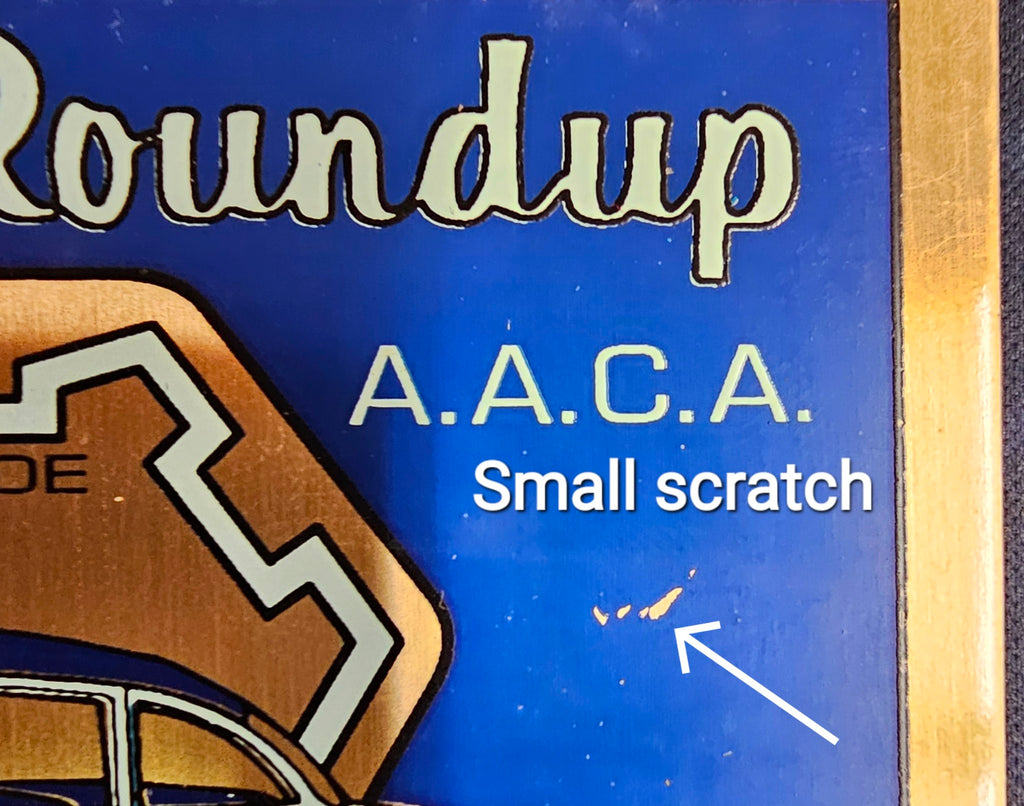 Roundup
A.A.C.A.
Small scratch
DE